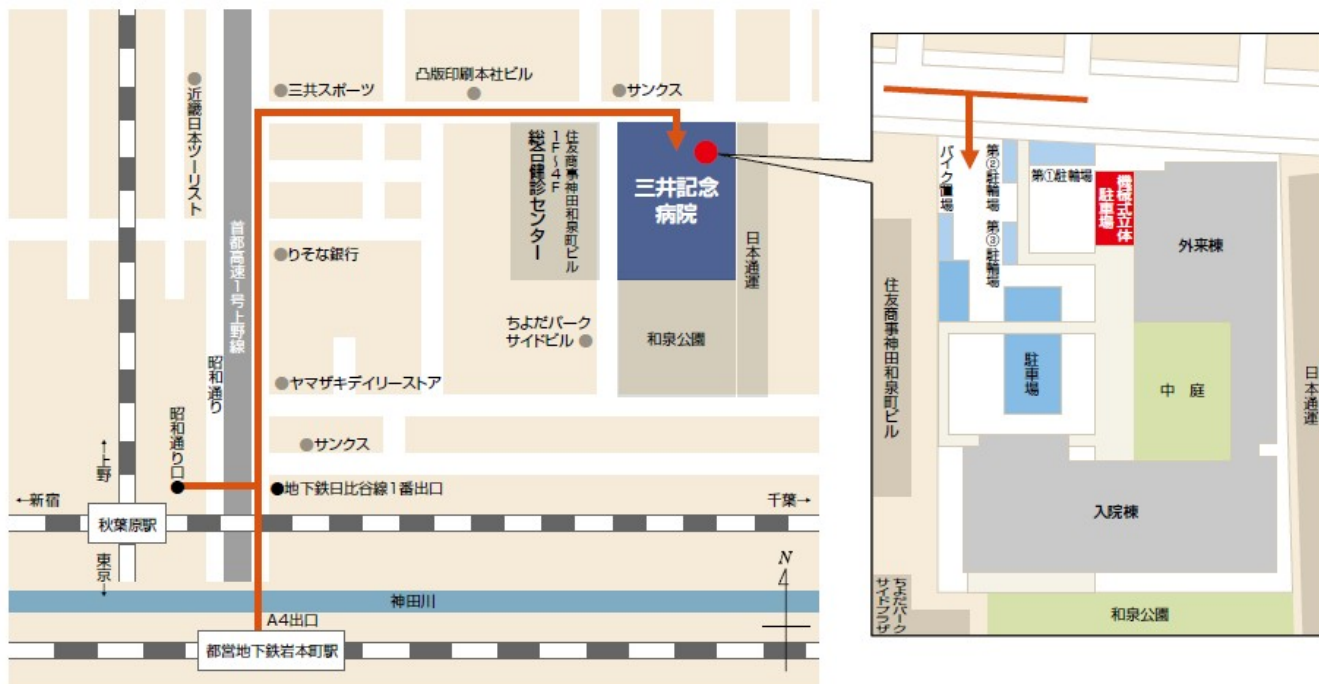 近畿日本ツーリスト
三共スポーツ
凸版印刷本社ビル
サンクス
首都高速1号上野線
住友商事神田和泉町ビル
1F〜4F
総合健診センター
三井記念
病院
日本通運
りそな銀行
ちよだパーク
サイドビル
和泉公園
昭和通り
ヤマザキデイリーストア
昭和通り口
サンクス
←上野
地下鉄日比谷線1番出口
←新宿
千葉→
秋葉原駅
東京→
N
神田川
A4出口
都営地下鉄岩本町駅
バイク置場
第②駐輪場
第①駐輪場
機械式立体
駐車場
外来棟
第③駐輪場
住友商事神田和泉町ビル
駐車場
中庭
日本通運
入院棟
ちよだパーク
サイドプラザ
和泉公園